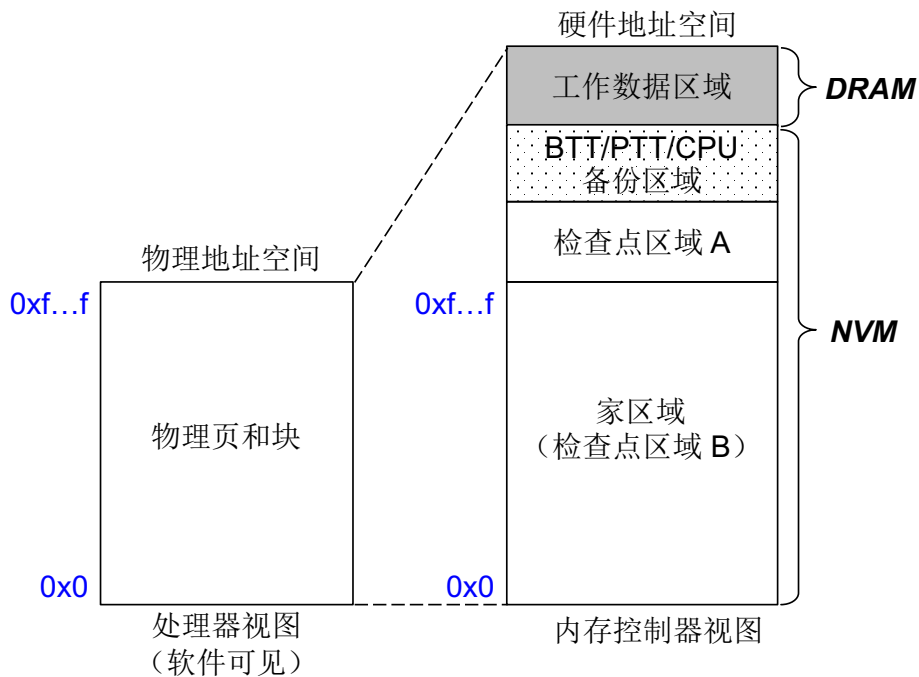 硬件地址空间
工作数据区域
DRAM
BTT/PTT/CPU
备份区域
检查点区域 A
物理地址空间
0xf…f
0xf…f
NVM
物理页和块
家区域
（检查点区域 B）
0x0
0x0
处理器视图
（软件可见）
内存控制器视图